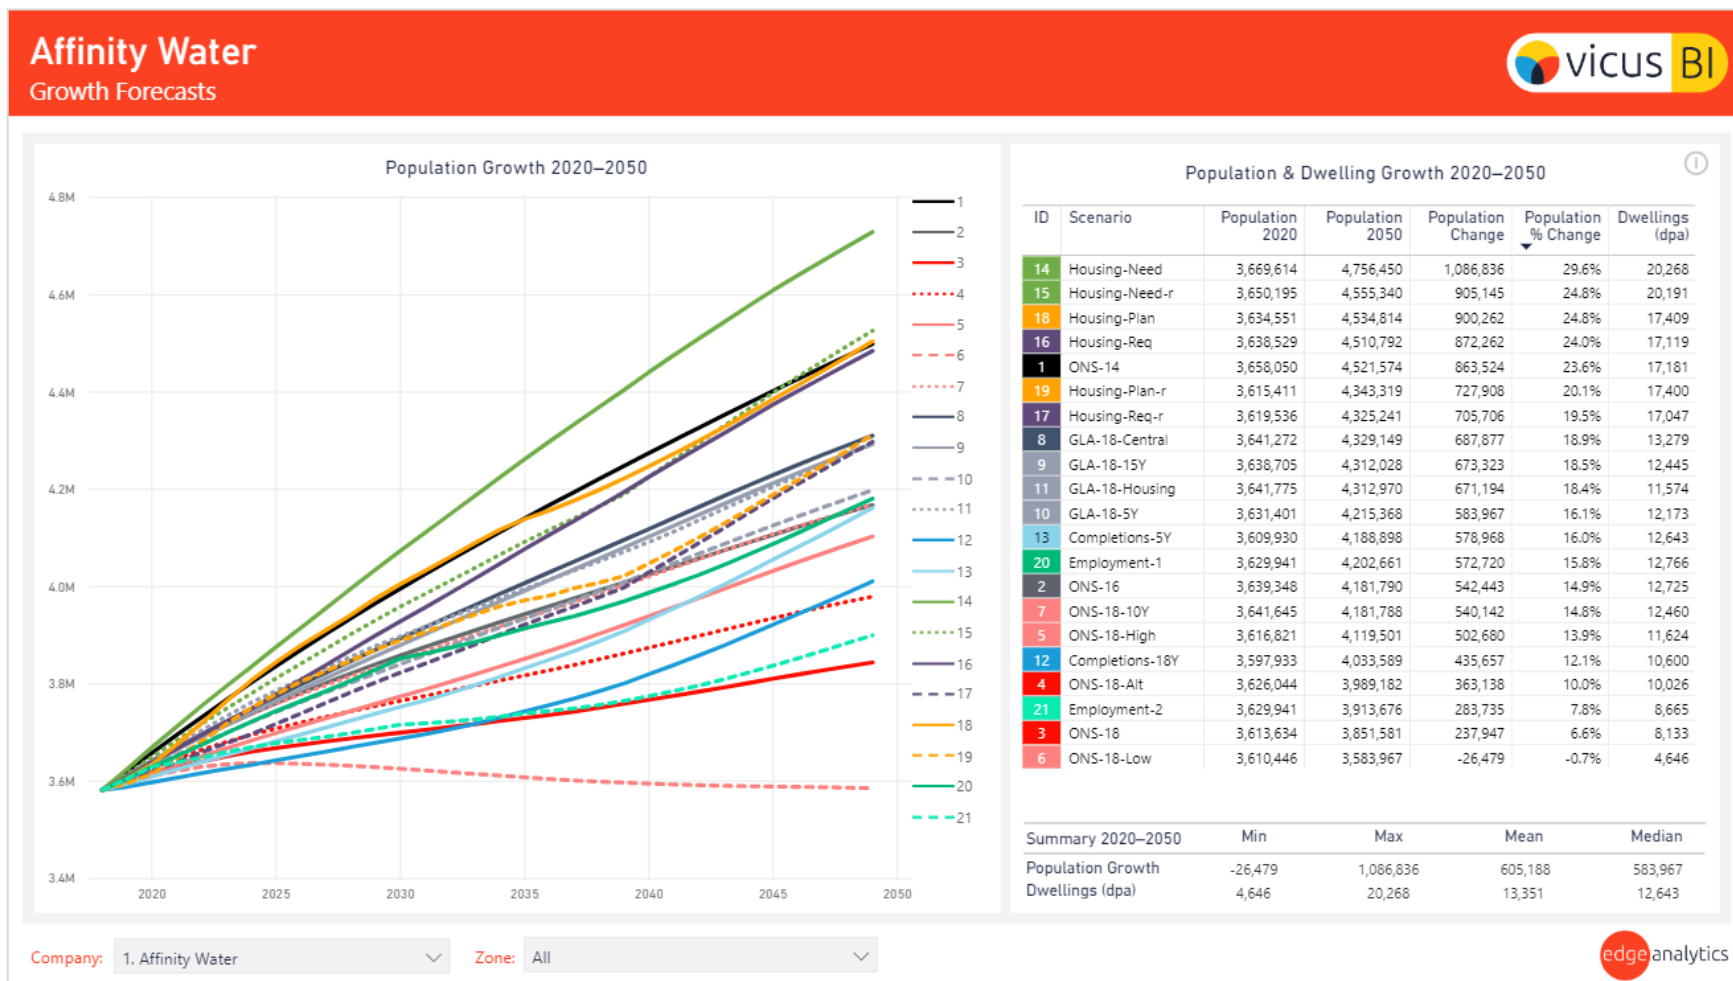 Affinity Water
Growth Forecasts
vicus BI
Population Growth 2020–2050
4.8M
4.6M
4.4M
4.2M
4.0M
3.8M
3.6M
3.4M
2020 2025 2030 2035 2040 2045 2050
1
2
3
4
5
6
7
8
9
10
11
12
13
14
15
16
17
18
19
20
21
Population & Dwelling Growth 2020–2050
ID Scenario Population Population Population Population Dwellings
2020 2050 Change % Change (dpa)
14 Housing-Need 3,669,614 4,756,450 1,086,836 29.6% 20,268
15 Housing-Need-r 3,650,195 4,555,340 905,145 24.8% 20,191
18 Housing-Plan 3,634,551 4,534,814 900,262 24.8% 17,409
16 Housing-Req 3,638,529 4,510,792 872,262 24.0% 17,119
1 ONS-14 3,658,050 4,521,574 863,524 23.6% 17,181
19 Housing-Plan-r 3,615,411 4,343,319 727,908 20.1% 17,400
17 Housing-Req-r 3,619,536 4,325,241 705,706 19.5% 17,047
8 GLA-18-Central 3,641,272 4,329,149 687,877 18.9% 13,279
9 GLA-18-15Y 3,638,705 4,312,028 673,323 18.5% 12,445
11 GLA-18-Housing 3,641,775 4,312,970 671,194 18.4% 11,574
10 GLA-18-5Y 3,631,401 4,215,368 583,967 16.1% 12,173
13 Completions-5Y 3,609,930 4,188,898 578,968 16.0% 12,643
20 Employment-1 3,629,941 4,202,661 572,720 15.8% 12,766
2 ONS-16 3,639,348 4,181,790 542,443 14.9% 12,725
7 ONS-18-10Y 3,641,645 4,181,788 540,142 14.8% 12,460
5 ONS-18-High 3,616,821 4,119,501 502,680 13.9% 11,624
12 Completions-18Y 3,597,933 4,033,589 435,657 12.1% 10,600
4 ONS-18-Alt 3,626,044 3,989,182 363,138 10.0% 10,026
21 Employment-2 3,629,941 3,913,676 283,735 7.8% 8,665
3 ONS-18 3,613,634 3,851,581 237,947 6.6% 8,133
6 ONS-18-Low 3,610,446 3,583,967 -26,479 -0.7% 4,646
Summary 2020–2050 Min Max Mean Median
Population Growth -26,479 1,086,836 605,188 583,967
Dwellings (dpa) 4,646 20,268 13,351 12,643
Company: 1. Affinity Water Zone: All
edgeanalytics